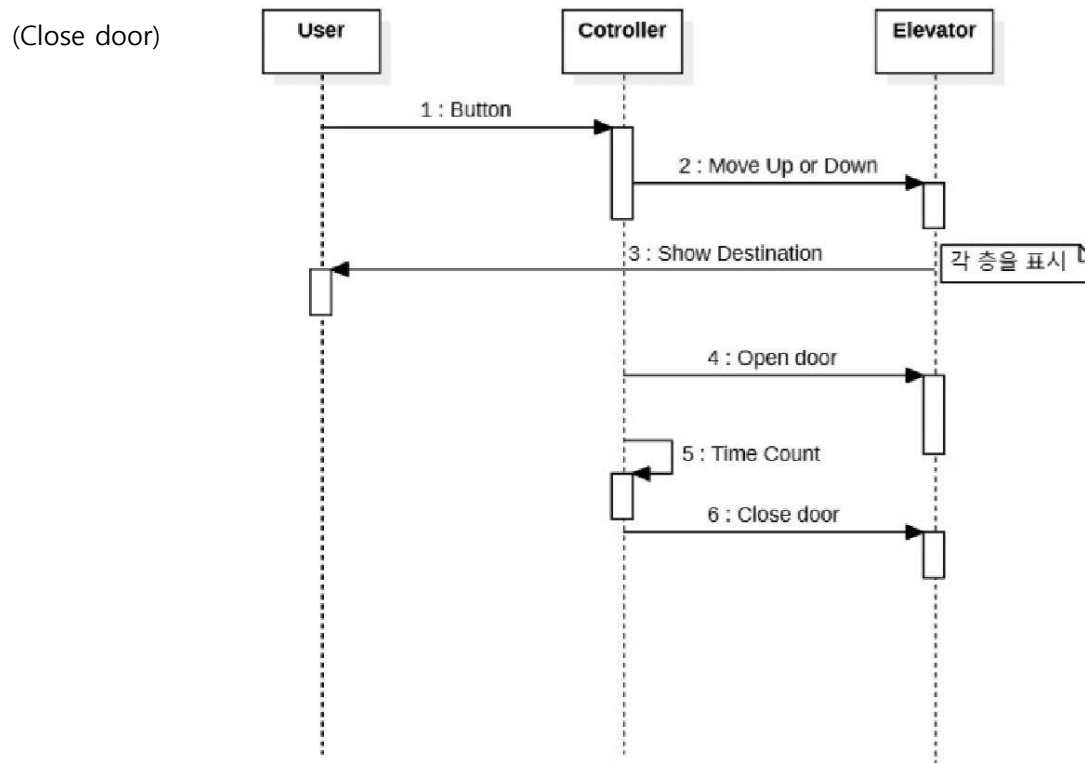 (Close door)
User
Cotroller
Elevator
1 : Button
2 : Move Up or Down
3 : Show Destination
각 층을 표시
4 : Open door
5 : Time Count
6 : Close door